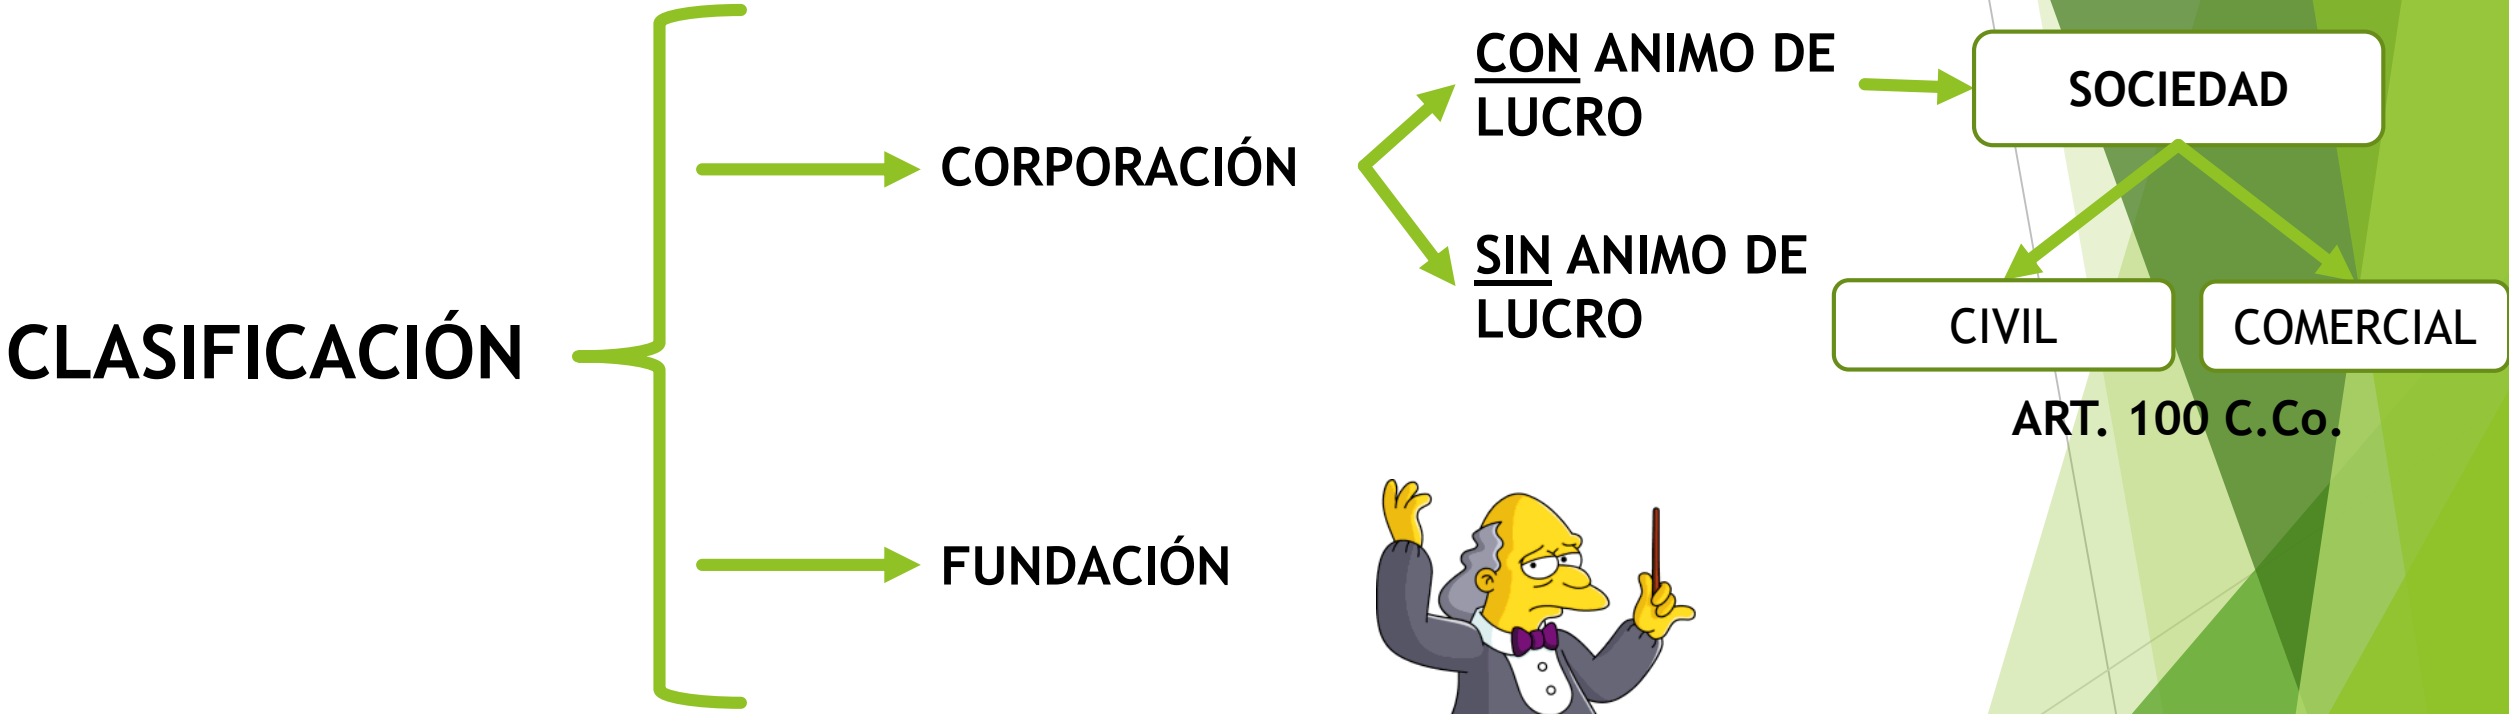 CLASIFICACIÓN
CORPORACIÓN
FUNDACIÓN
CON ANIMO DE
LUCRO
SIN ANIMO DE
LUCRO
SOCIEDAD
CIVIL
COMERCIAL
ART. 100 C.Co.